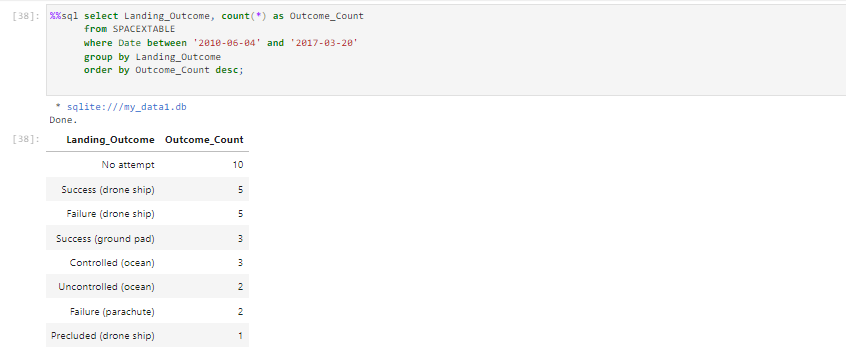 [38]: %%sql select Landing_Outcome, count(*) as Outcome_Count
from SPACEXTABLE
where Date between '2010-06-04' and '2017-03-20'
group by Landing_Outcome
order by Outcome_Count desc;
* sqlite:///my_data1.db
Done.
[38]: Landing_Outcome Outcome_Count
No attempt 10
Success (drone ship) 5
Failure (drone ship) 5
Success (ground pad) 3
Controlled (ocean) 3
Uncontrolled (ocean) 2
Failure (parachute) 2
Precluded (drone ship) 1